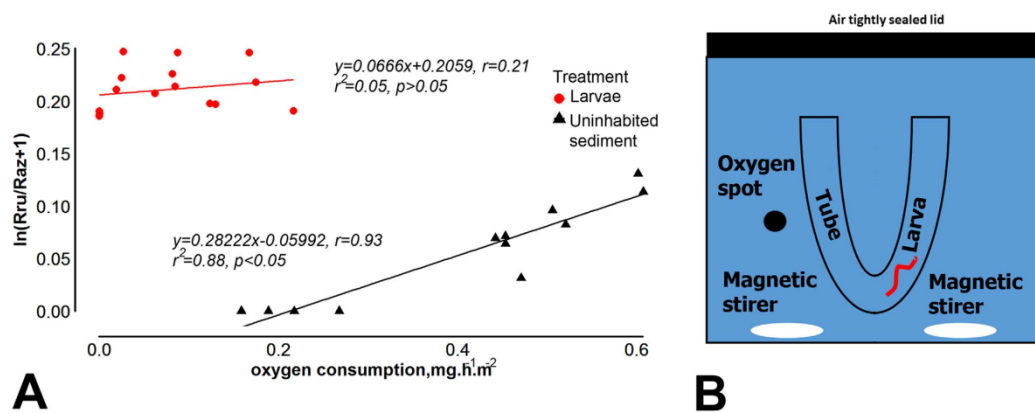 0.25
0.20
0.15
0.10
0.05
0.00
ln(Rru/Raz+1)
y=0.0666x+0.2059, r=0.21
r²=0.05, p>0.05
Treatment
Larvae
Uninhabited
sediment
y=0.28222x-0.05992, r=0.93
r²=0.88, p<0.05
0.0
0.2
0.4
0.6
oxygen consumption,mg.h⁻¹.m⁻²
A
Air tightly sealed lid
Oxygen
spot
Tube
Larva
Magnetic
stirer
Magnetic
stirer
B